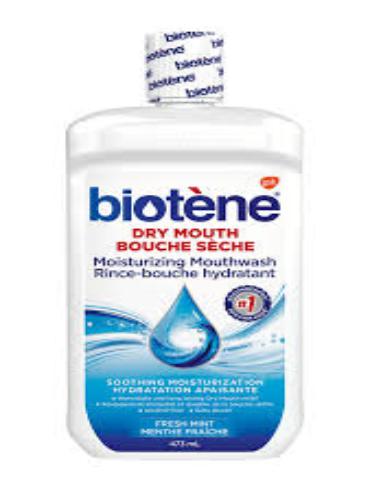 biotène
biotène
biotène
gsk
biotène
DRY MOUTH
BOUCHE SÈCHE
Moisturizing Mouthwash
Rince-bouche hydratant
#1
SOOTHING MOISTURIZATION
HYDRATATION APAISANTE
FRESH MINT
MENTHE FRAÎCHE
473 mL